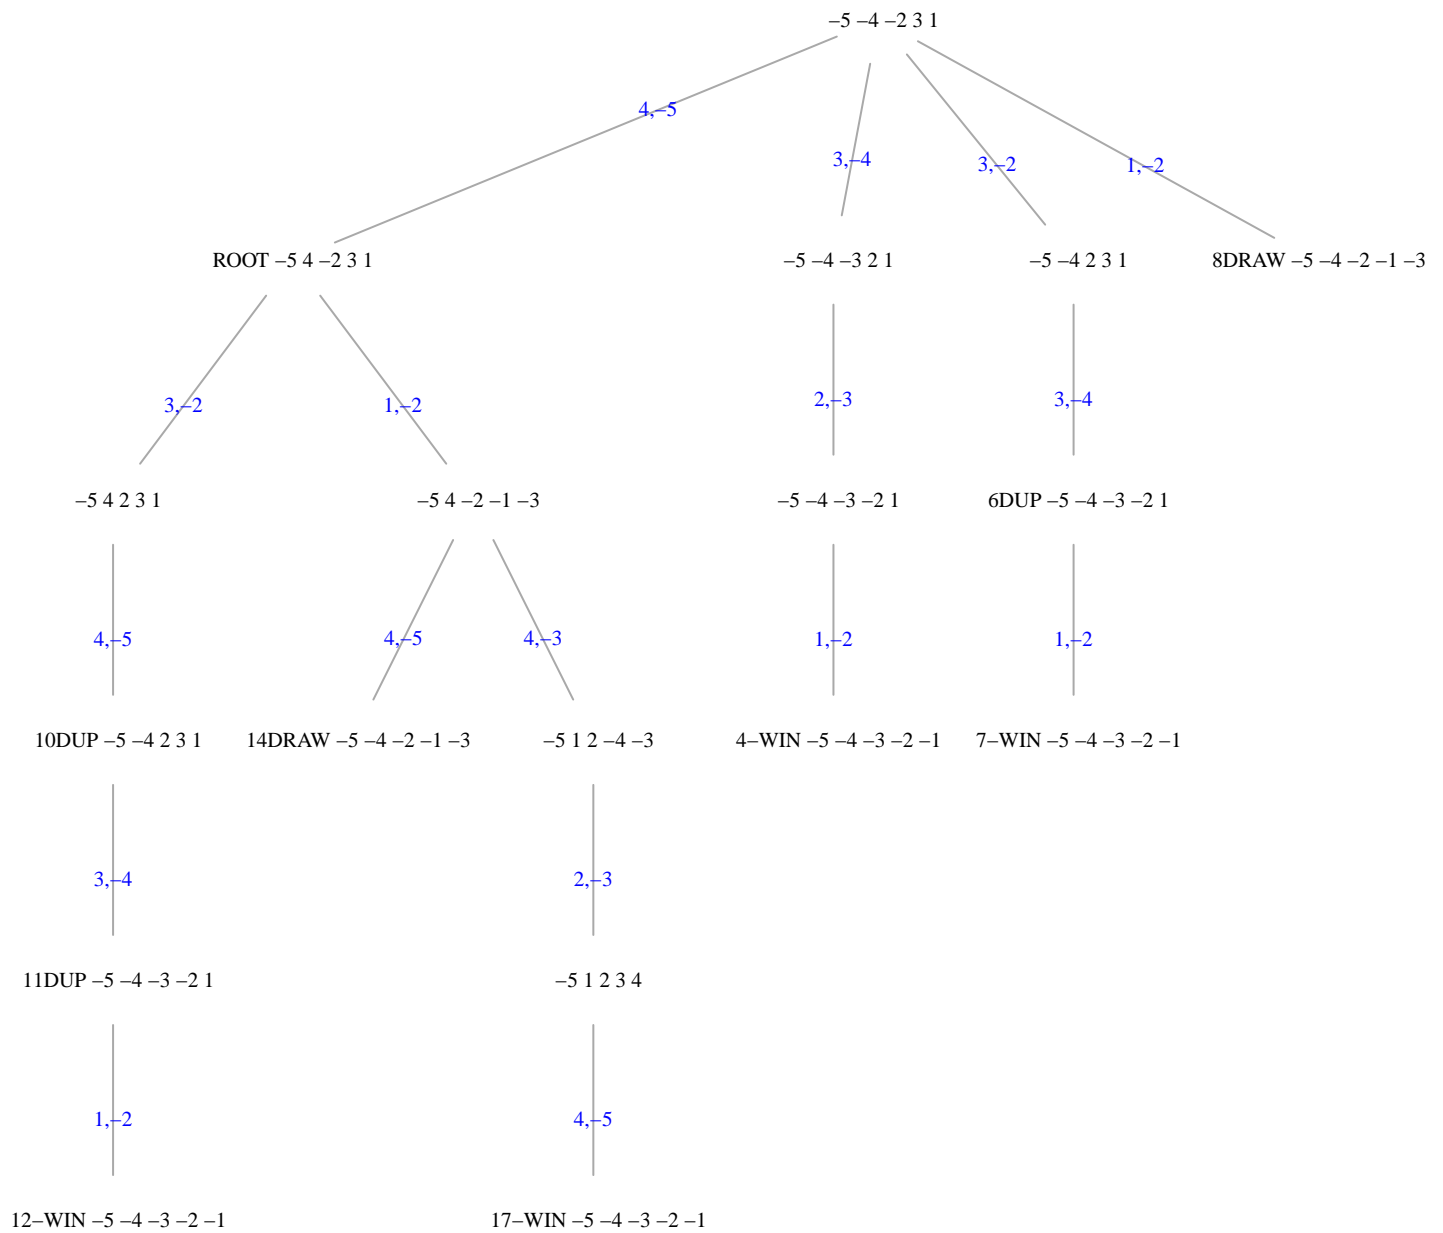 −5 −4 −2 3 1
4,−5
3,−4
3,−2
1,−2
ROOT −5 4 −2 3 1
−5 −4 −3 2 1
−5 −4 2 3 1
8DRAW −5 −4 −2 −1 −3
3,−2
1,−2
2,−3
3,−4
−5 4 2 3 1
−5 4 −2 −1 −3
−5 −4 −3 −2 1
6DUP −5 −4 −3 −2 1
4,−5
4,−5
4,−3
1,−2
1,−2
10DUP −5 −4 2 3 1
14DRAW −5 −4 −2 −1 −3
−5 1 2 −4 −3
4−WIN −5 −4 −3 −2 −1
7−WIN −5 −4 −3 −2 −1
3,−4
2,−3
11DUP −5 −4 −3 −2 1
−5 1 2 3 4
1,−2
4,−5
12−WIN −5 −4 −3 −2 −1
17−WIN −5 −4 −3 −2 −1